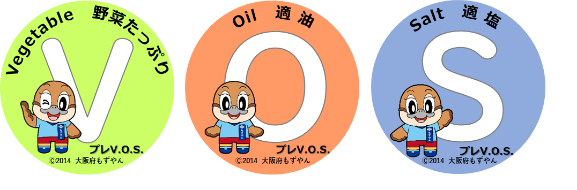 Vegetable 野菜たっぷり
V
プレV.O.S.
©2014 大阪府もずやん
Oil 適油
O
プレV.O.S.
©2014 大阪府もずやん
Salt 適塩
S
プレV.O.S.
©2014 大阪府もずやん